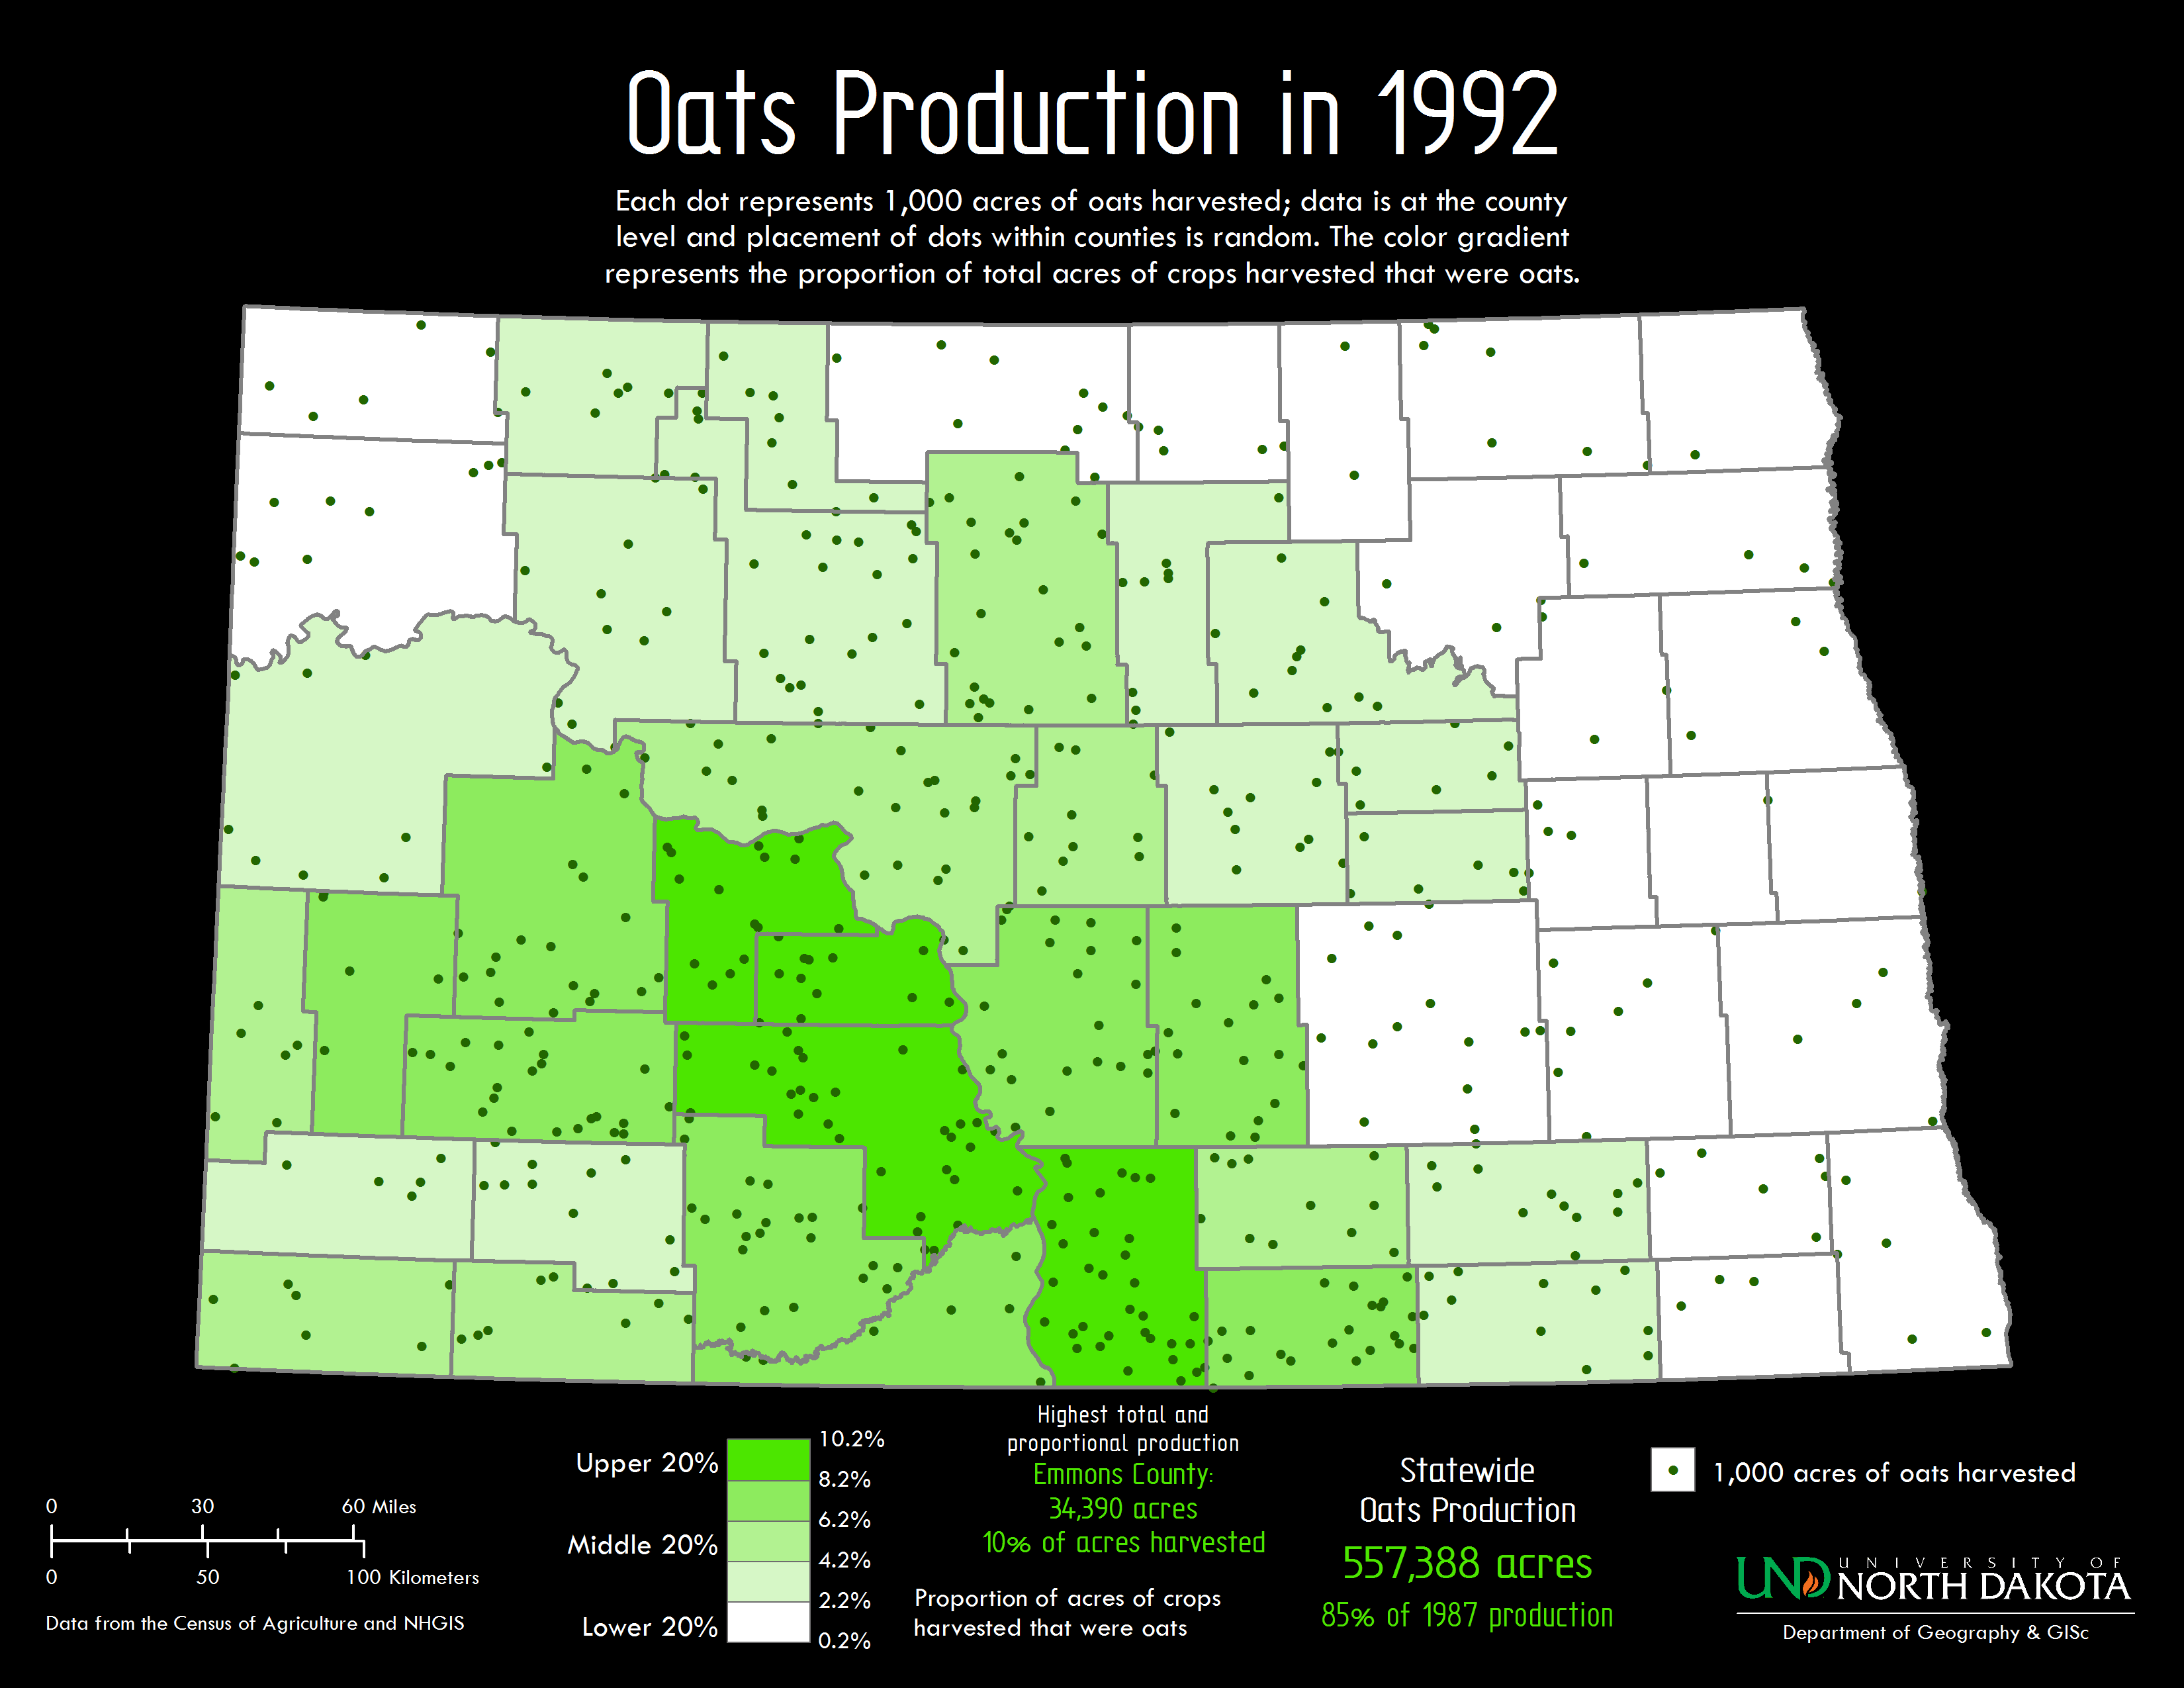 Oats Production in 1992
Each dot represents 1,000 acres of oats harvested; data is at the county
level and placement of dots within counties is random. The color gradient
represents the proportion of total acres of crops harvested that were oats.
Highest total and
proportional production
Emmons County:
34,390 acres
10% of acres harvested
Upper 20%
Middle 20%
Lower 20%
10.2%
8.2%
6.2%
4.2%
2.2%
0.2%
Proportion of acres of crops
harvested that were oats
Statewide
Oats Production
557,388 acres
85% of 1987 production
1,000 acres of oats harvested
0 30 60 Miles
0 50 100 Kilometers
Data from the Census of Agriculture and NHGIS
UND
UNIVERSITY OF
NORTH DAKOTA
Department of Geography & GISc